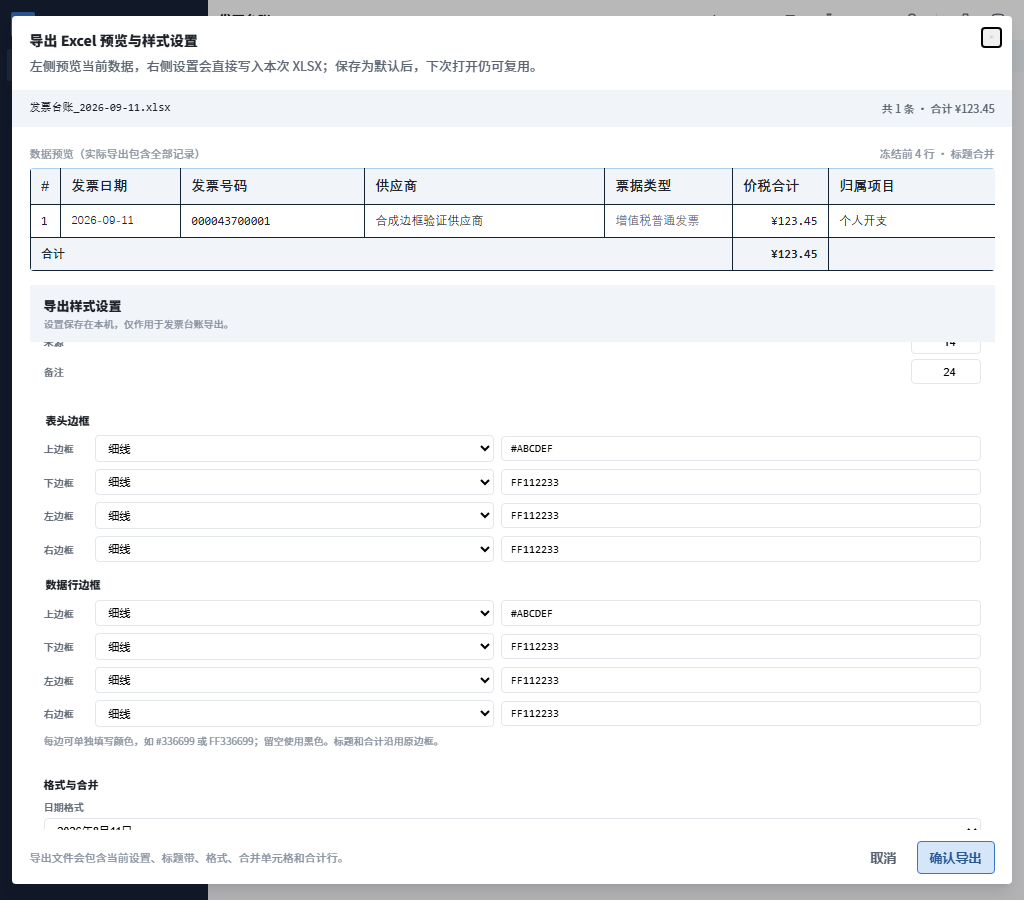 导出 Excel 预览与样式设置
左侧预览当前数据，右侧设置会直接写入本次 XLSX；保存为默认后，下次打开仍可复用。
发票台账_2026-09-11.xlsx
共 1 条 · 合计 ¥123.45
数据预览（实际导出包含全部记录）
冻结前 4 行 · 标题合并
# 发票日期 发票号码 供应商 票据类型 价税合计 归属项目
1 2026-09-11 000043700001 合成边框验证供应商 增值税普通发票 ¥123.45 个人开支
合计 ¥123.45
导出样式设置
设置保存在本机，仅作用于发票台账导出。
来源 14
备注 24
表头边框
上边框 细线 #ABCDEF
下边框 细线 FF112233
左边框 细线 FF112233
右边框 细线 FF112233
数据行边框
上边框 细线 #ABCDEF
下边框 细线 FF112233
左边框 细线 FF112233
右边框 细线 FF112233
每边可单独填写颜色，如 #336699 或 FF336699；留空使用黑色。标题和合计沿用原边框。
格式与合并
日期格式
导出文件会包含当前设置、标题带、格式、合并单元格和合计行。
取消
确认导出